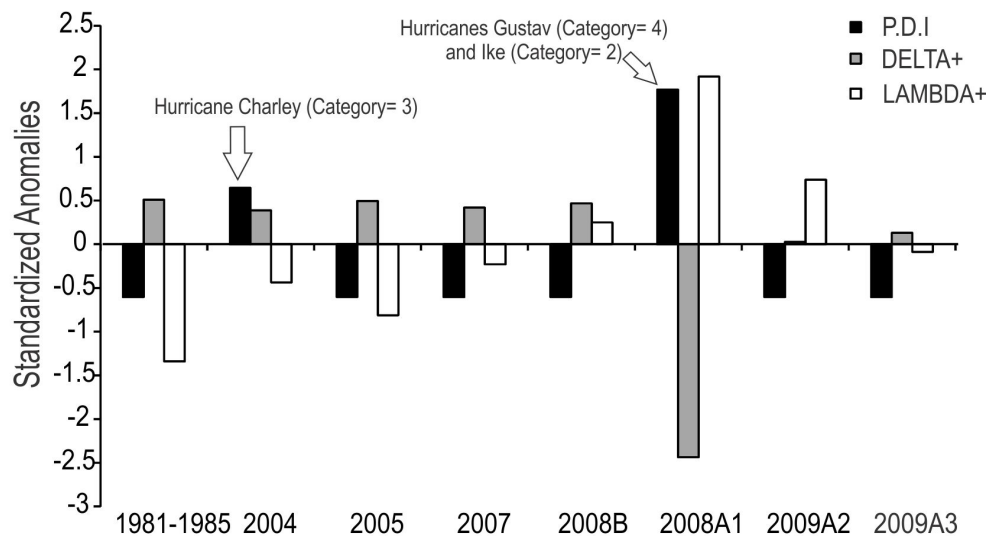 Hurricanes Gustav (Category= 4)
and Ike (Category= 2)
Hurricane Charley (Category= 3)
P.D.I
DELTA+
LAMBDA+
Standardized Anomalies
2.5
2
1.5
1
0.5
0
-0.5
-1
-1.5
-2
-2.5
-3
1981-1985 2004 2005 2007 2008B 2008A1 2009A2 2009A3